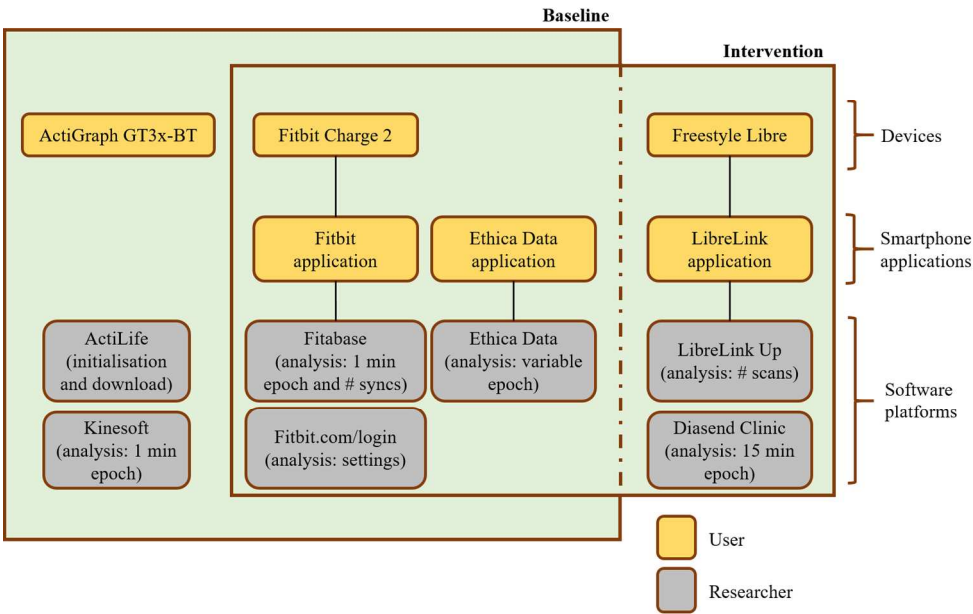 Baseline
Intervention
ActiGraph GT3x-BT
Fitbit Charge 2
Freestyle Libre
Devices
Fitbit
application
Ethica Data
application
LibreLink
application
Smartphone
applications
ActiLife
(initialisation
and download)
Fitabase
(analysis: 1 min
epoch and # syncs)
Ethica Data
(analysis: variable
epoch)
LibreLink Up
(analysis: # scans)
Software
platforms
Kinesoft
(analysis: 1 min
epoch)
Fitbit.com/login
(analysis: settings)
Diasend Clinic
(analysis: 15 min
epoch)
User
Researcher